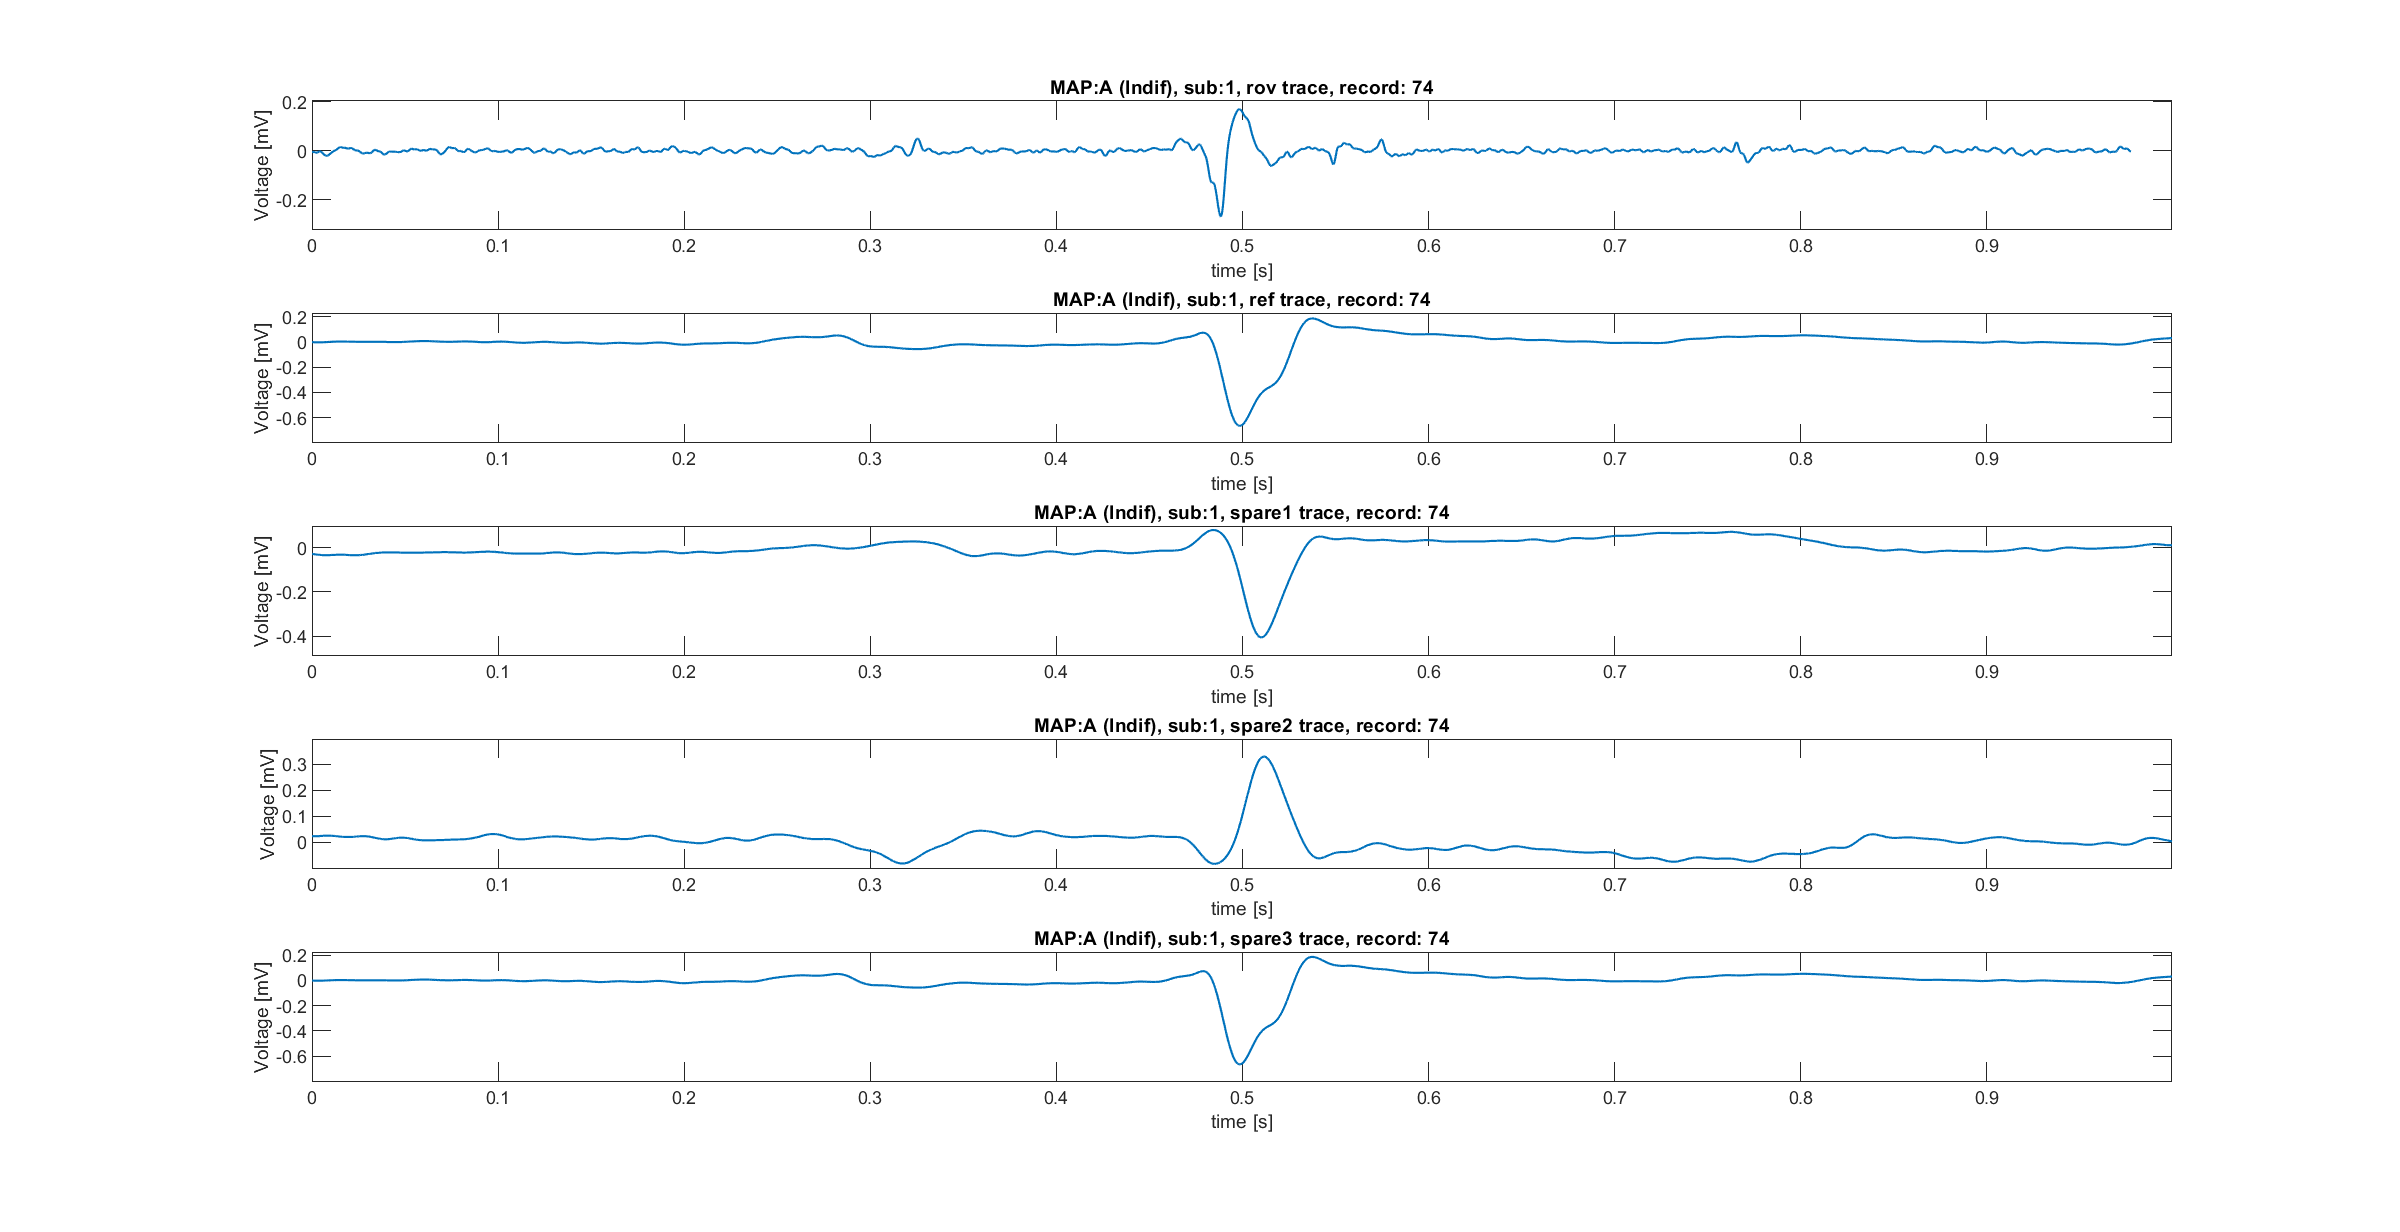 MAP:A (Indif), sub:1, rov trace, record: 74
Voltage [mV]
0.2
0
-0.2
0 0.1 0.2 0.3 0.4 0.5 0.6 0.7 0.8 0.9
time [s]
MAP:A (Indif), sub:1, ref trace, record: 74
Voltage [mV]
0.2
0
-0.2
-0.4
-0.6
0 0.1 0.2 0.3 0.4 0.5 0.6 0.7 0.8 0.9
time [s]
MAP:A (Indif), sub:1, spare1 trace, record: 74
Voltage [mV]
0
-0.2
-0.4
0 0.1 0.2 0.3 0.4 0.5 0.6 0.7 0.8 0.9
time [s]
MAP:A (Indif), sub:1, spare2 trace, record: 74
Voltage [mV]
0.3
0.2
0.1
0
0 0.1 0.2 0.3 0.4 0.5 0.6 0.7 0.8 0.9
time [s]
MAP:A (Indif), sub:1, spare3 trace, record: 74
Voltage [mV]
0.2
0
-0.2
-0.4
-0.6
0 0.1 0.2 0.3 0.4 0.5 0.6 0.7 0.8 0.9
time [s]